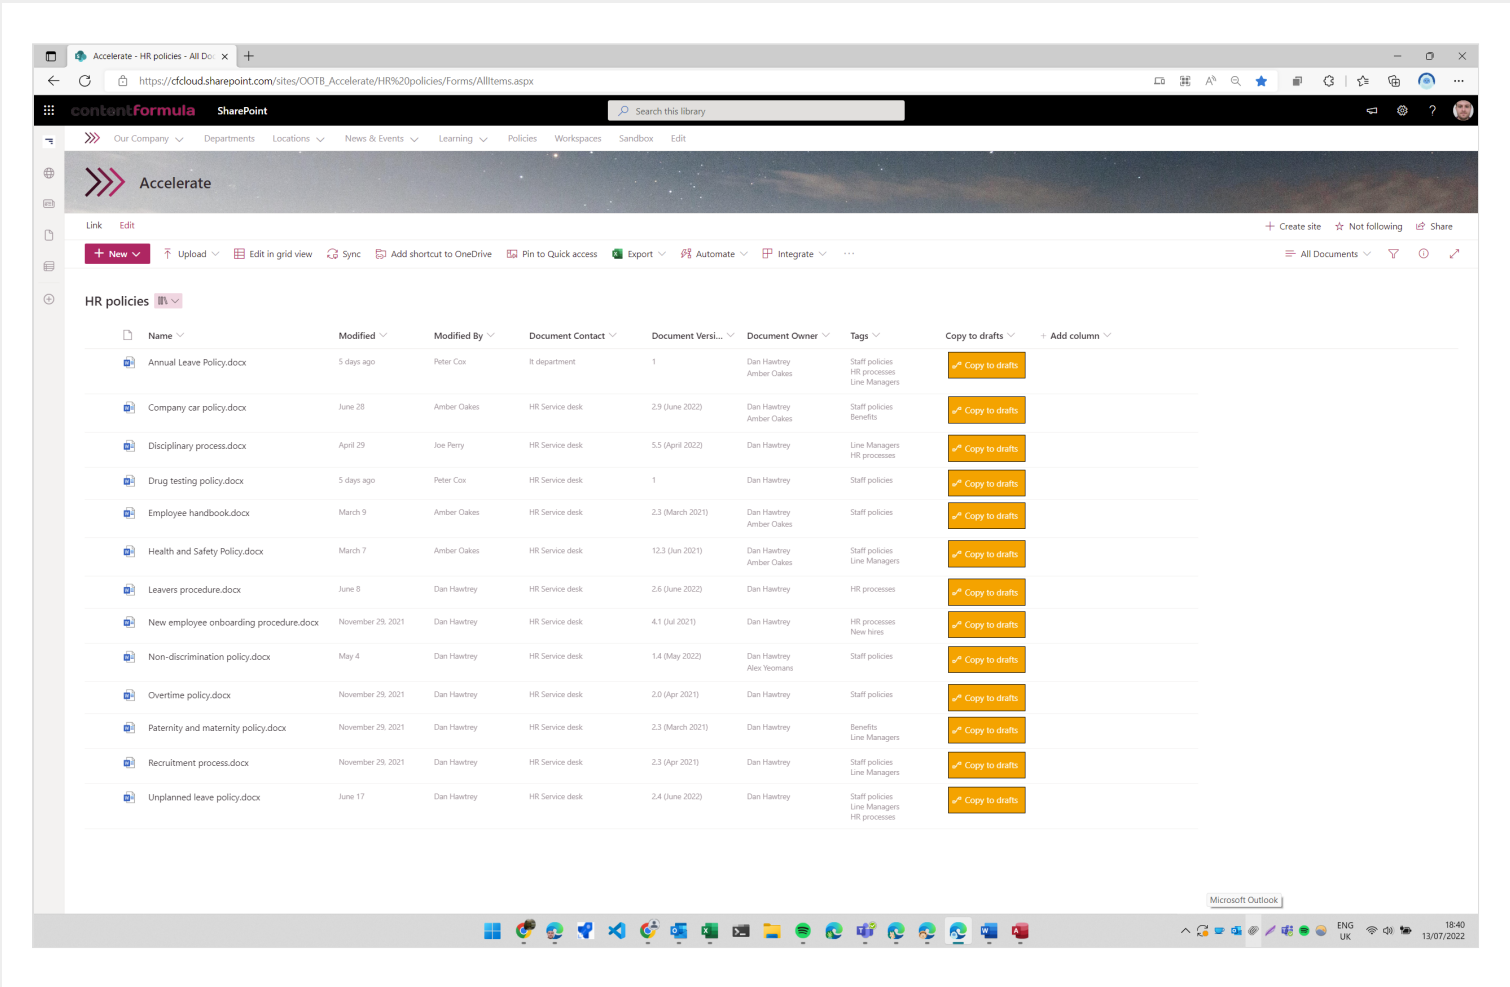 Accelerate - HR policies - All Do
https://cfcloud.sharepoint.com/sites/OOTB_Accelerate/HR%20policies/Forms/AllItems.aspx
contentformula SharePoint Search this library
Our Company Departments Locations News & Events Learning Policies Workspaces Sandbox Edit
Accelerate
Link Edit Create site Not following Share
+ New Upload Edit in grid view Sync Add shortcut to OneDrive Pin to Quick access Export Automate Integrate ... All Documents
HR policies
Name Modified Modified By Document Contact Document Versi... Document Owner Tags Copy to drafts + Add column
Annual Leave Policy.docx 5 days ago Peter Cox It department 1 Dan Hawtrey Staff policies Copy to drafts
Amber Oakes HR processes
Line Managers
Company car policy.docx June 28 Amber Oakes HR Service desk 2.9 (June 2022) Dan Hawtrey Staff policies Copy to drafts
Amber Oakes Benefits
Disciplinary process.docx April 29 Joe Perry HR Service desk 5.5 (April 2022) Dan Hawtrey Line Managers Copy to drafts
HR processes
Drug testing policy.docx 5 days ago Peter Cox HR Service desk 1 Dan Hawtrey Staff policies Copy to drafts
Employee handbook.docx March 9 Amber Oakes HR Service desk 2.3 (March 2021) Dan Hawtrey Staff policies Copy to drafts
Amber Oakes
Health and Safety Policy.docx March 7 Amber Oakes HR Service desk 12.3 (Jun 2021) Dan Hawtrey Staff policies Copy to drafts
Amber Oakes Line Managers
Leavers procedure.docx June 8 Dan Hawtrey HR Service desk 2.6 (June 2022) Dan Hawtrey HR processes Copy to drafts
New employee onboarding procedure.docx November 29, 2021 Dan Hawtrey HR Service desk 4.1 (Jul 2021) Dan Hawtrey HR processes Copy to drafts
New hires
Non-discrimination policy.docx May 4 Dan Hawtrey HR Service desk 1.4 (May 2022) Dan Hawtrey Staff policies Copy to drafts
Alex Yeomans
Overtime policy.docx November 29, 2021 Dan Hawtrey HR Service desk 2.0 (Apr 2021) Dan Hawtrey Staff policies Copy to drafts
Paternity and maternity policy.docx November 29, 2021 Dan Hawtrey HR Service desk 2.3 (March 2021) Dan Hawtrey Benefits Copy to drafts
Line Managers
Recruitment process.docx November 29, 2021 Dan Hawtrey HR Service desk 2.3 (Apr 2021) Dan Hawtrey Staff policies Copy to drafts
Line Managers
Unplanned leave policy.docx June 17 Dan Hawtrey HR Service desk 2.4 (June 2022) Dan Hawtrey Staff policies Copy to drafts
Line Managers
HR processes
Microsoft Outlook
ENG 18:40
UK 13/07/2022